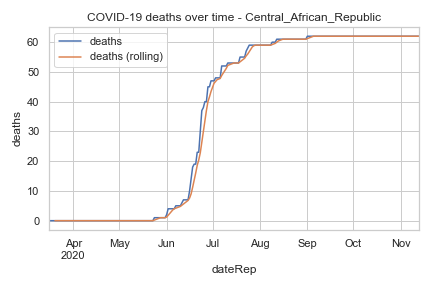 COVID-19 deaths over time - Central_African_Republic
deaths
deaths (rolling)
60
50
40
30
20
10
0
deaths
Apr
2020
May
Jun
Jul
Aug
Sep
Oct
Nov
dateRep